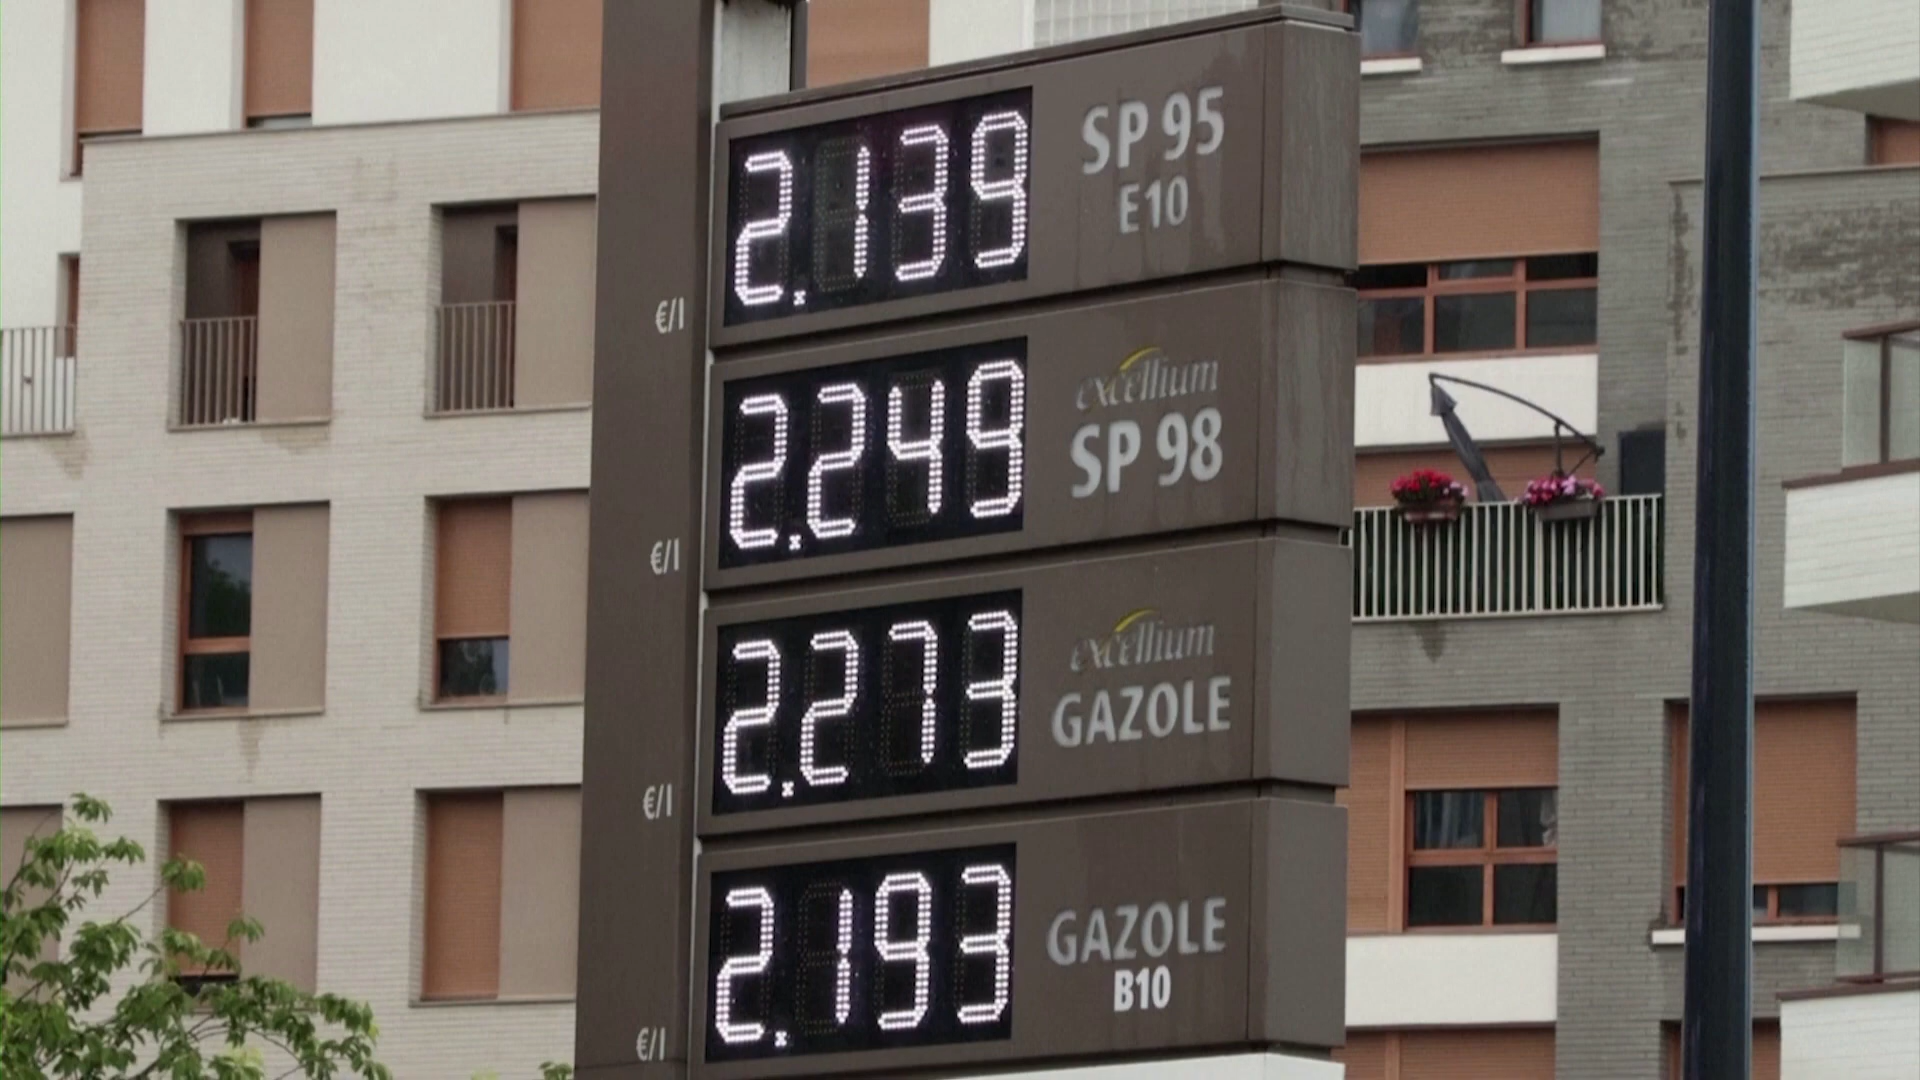 2.139
SP 95
E10
€/l
2.249
excellium
SP 98
€/l
2.273
excellium
GAZOLE
€/l
2.193
GAZOLE
B10
€/l